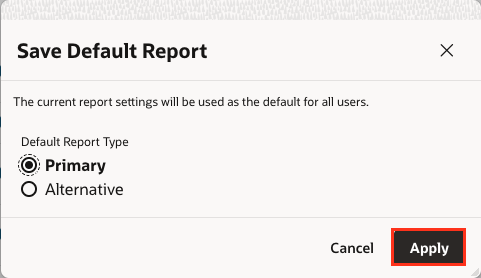 Save Default Report
The current report settings will be used as the default for all users.
Default Report Type
Primary
Alternative
Cancel Apply